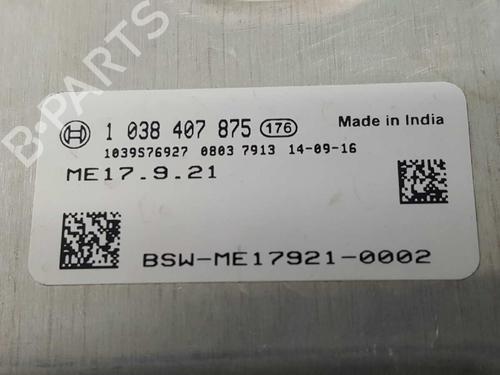 B-PARTS
1 038 407 875 176 Made in India
1039S76927 0803 7913 14-09-16
ME17.9.21
BSW-ME17921-0002